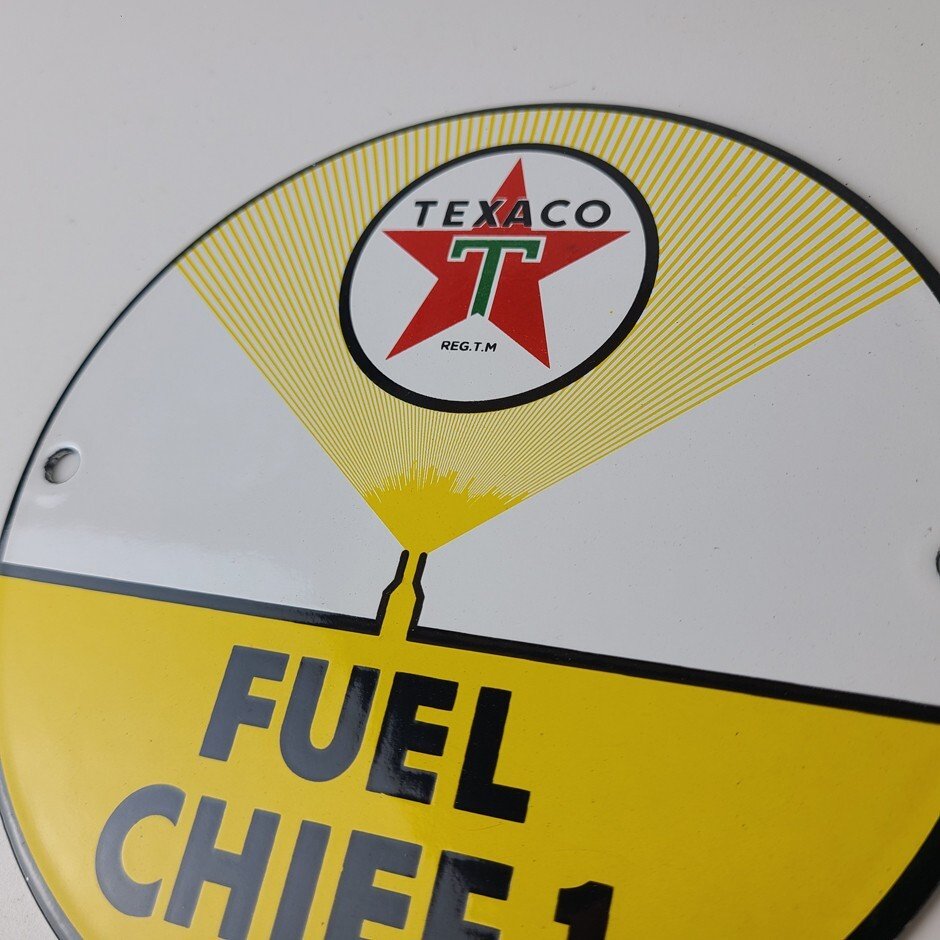 TEXACO
T
REG.T.M
FUEL
CHIEF 1